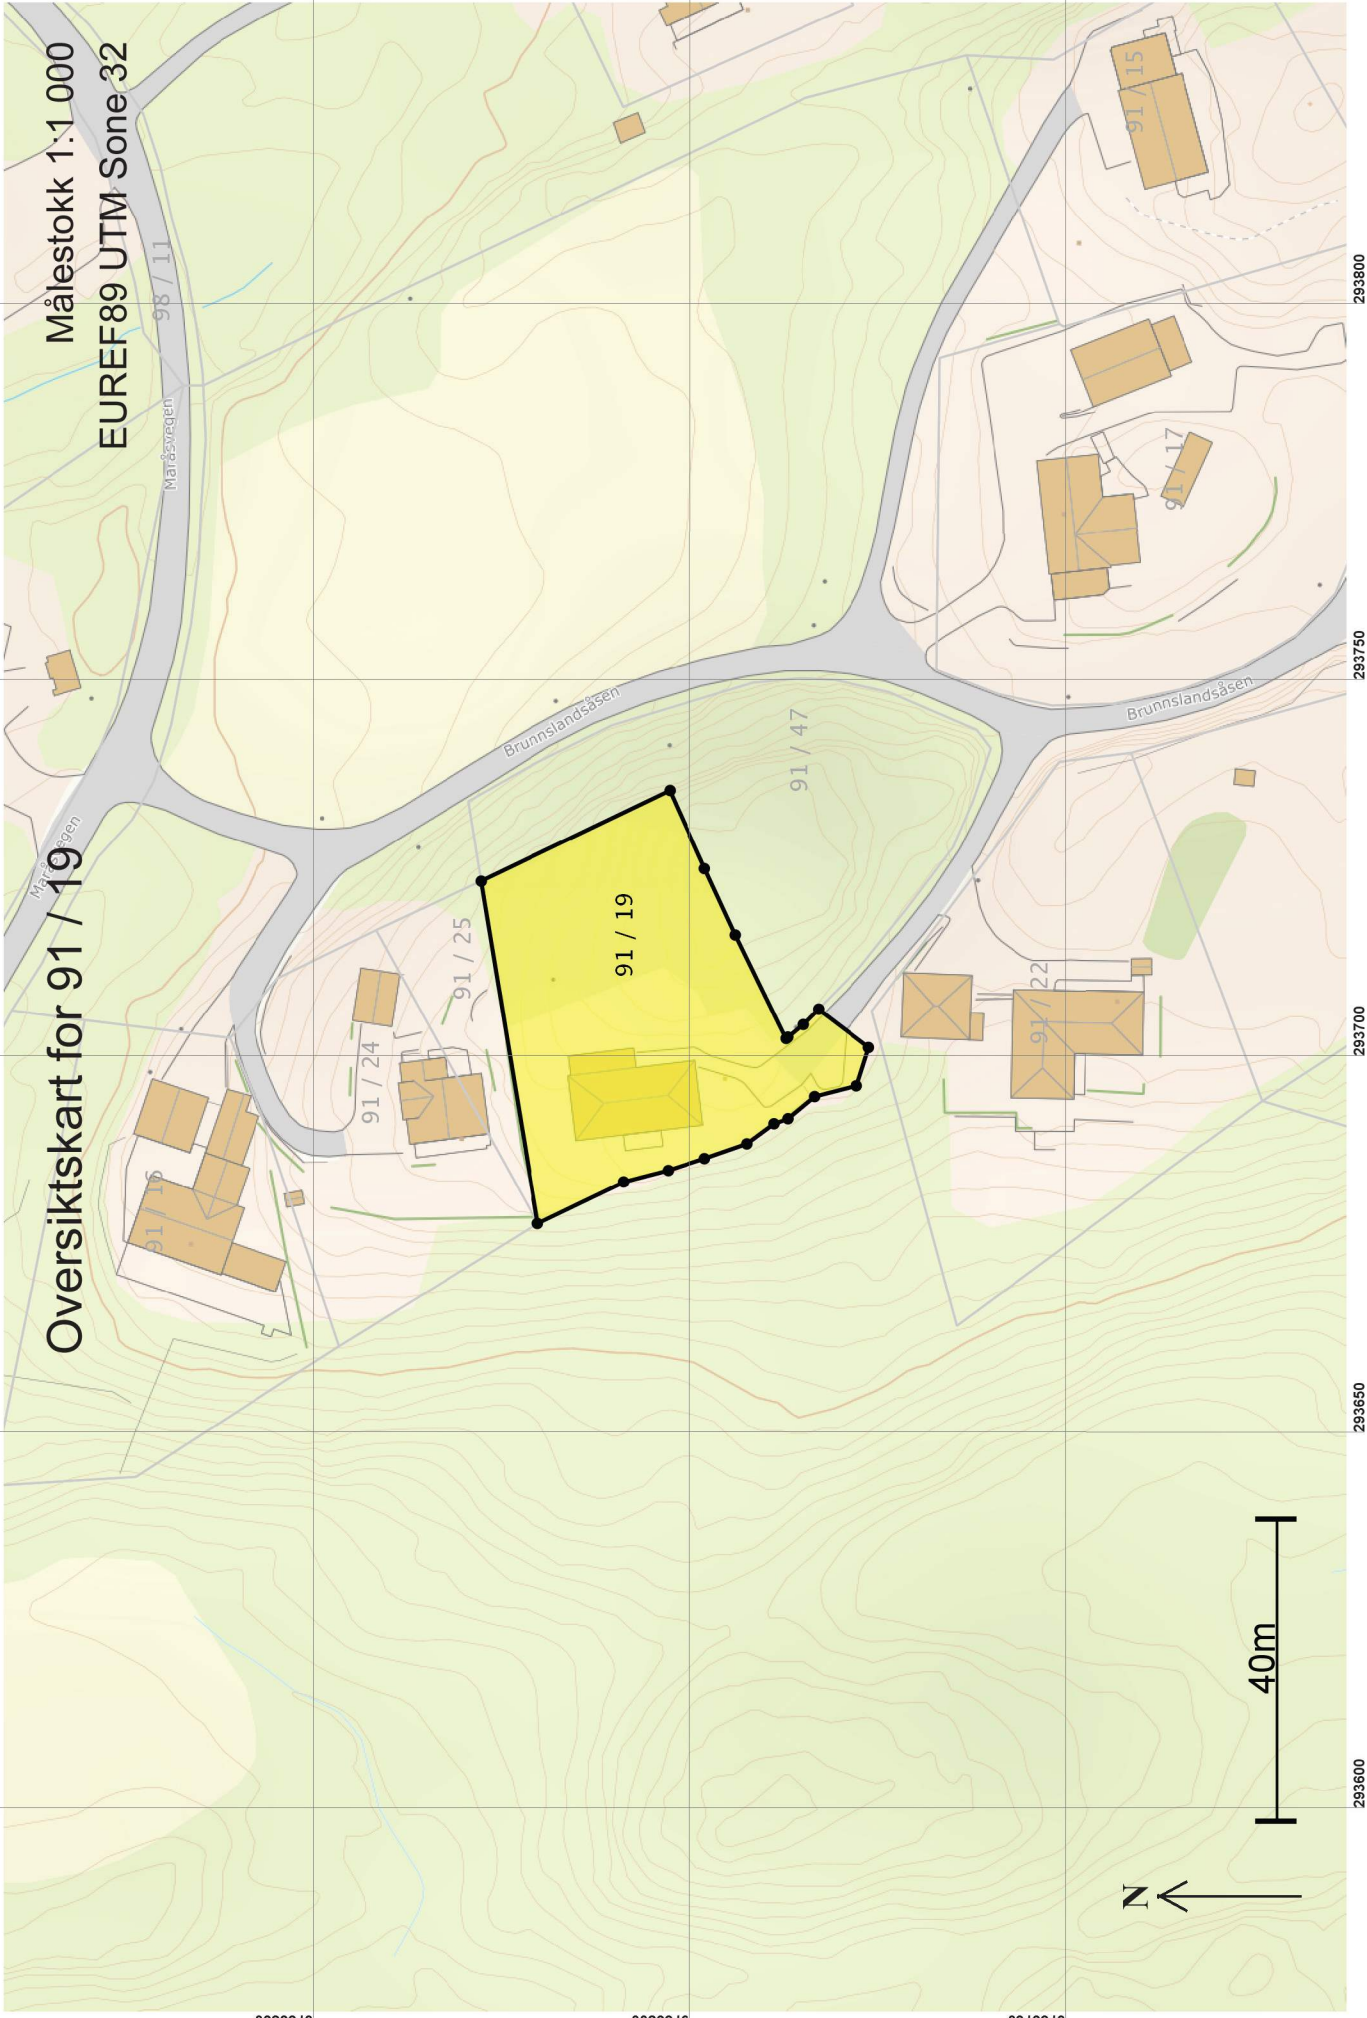 Oversiktskart for 91 / 19
Målestokk 1:1 000
EUREF89 UTM Sone 32
Maråsvegen
Maråsvegen
98 / 11
91 / 16
91 / 24
91 / 25
Brunnslandsåsen
91 / 19
91 / 47
91 / 22
91 / 17
91 / 15
Brunnslandsåsen
N
40m
293600
293650
293700
293750
293800